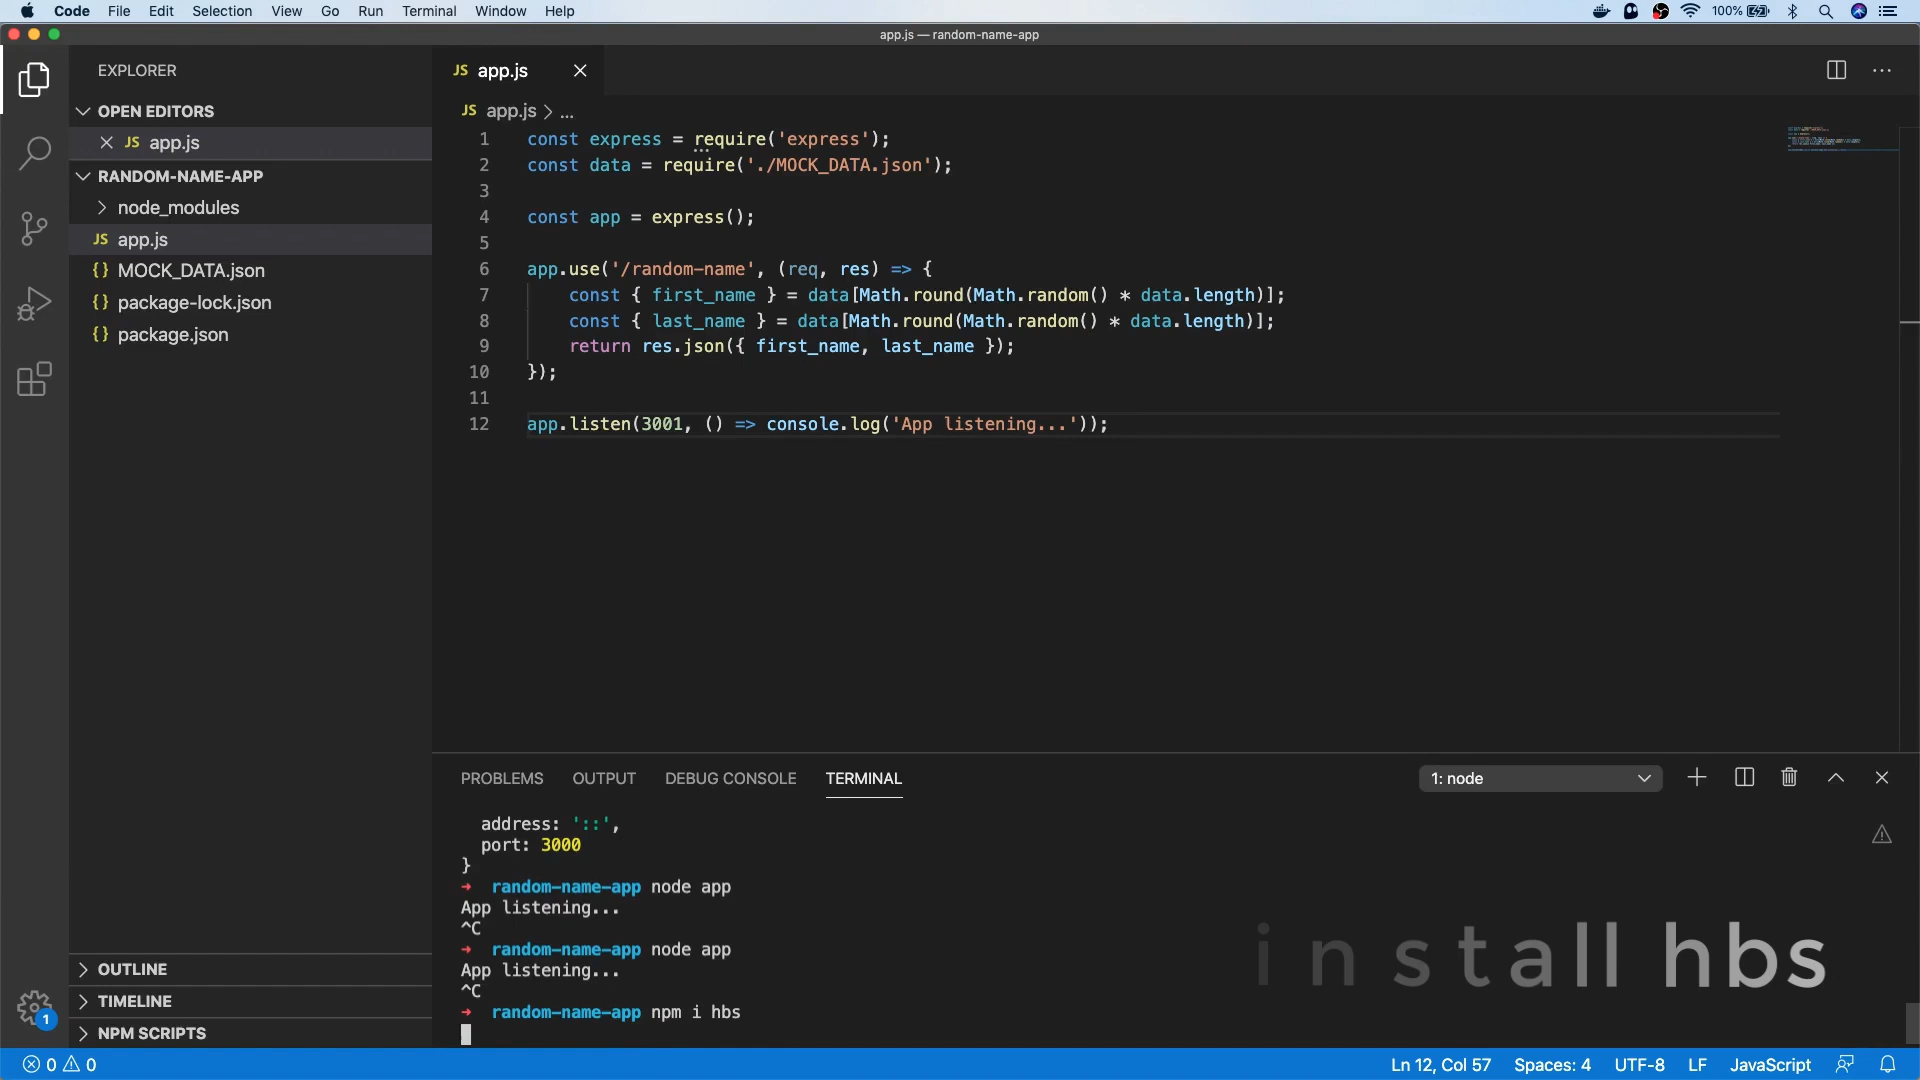 Code File Edit Selection View Go Run Terminal Window Help 100%
app.js — random-name-app
EXPLORER
OPEN EDITORS
JS app.js
RANDOM-NAME-APP
node_modules
JS app.js
{} MOCK_DATA.json
{} package-lock.json
{} package.json
OUTLINE
TIMELINE
NPM SCRIPTS
1
JS app.js
JS app.js > ...
1 const express = require('express');
2 const data = require('./MOCK_DATA.json');
3
4 const app = express();
5
6 app.use('/random-name', (req, res) => {
7 const { first_name } = data[Math.round(Math.random() * data.length)];
8 const { last_name } = data[Math.round(Math.random() * data.length)];
9 return res.json({ first_name, last_name });
10 });
11
12 app.listen(3001, () => console.log('App listening...'));
PROBLEMS OUTPUT DEBUG CONSOLE TERMINAL 1: node
address: '::',
port: 3000
}
➜ random-name-app node app
App listening...
^C
➜ random-name-app node app
App listening...
^C
➜ random-name-app npm i hbs
install hbs
0 0 Ln 12, Col 57 Spaces: 4 UTF-8 LF JavaScript